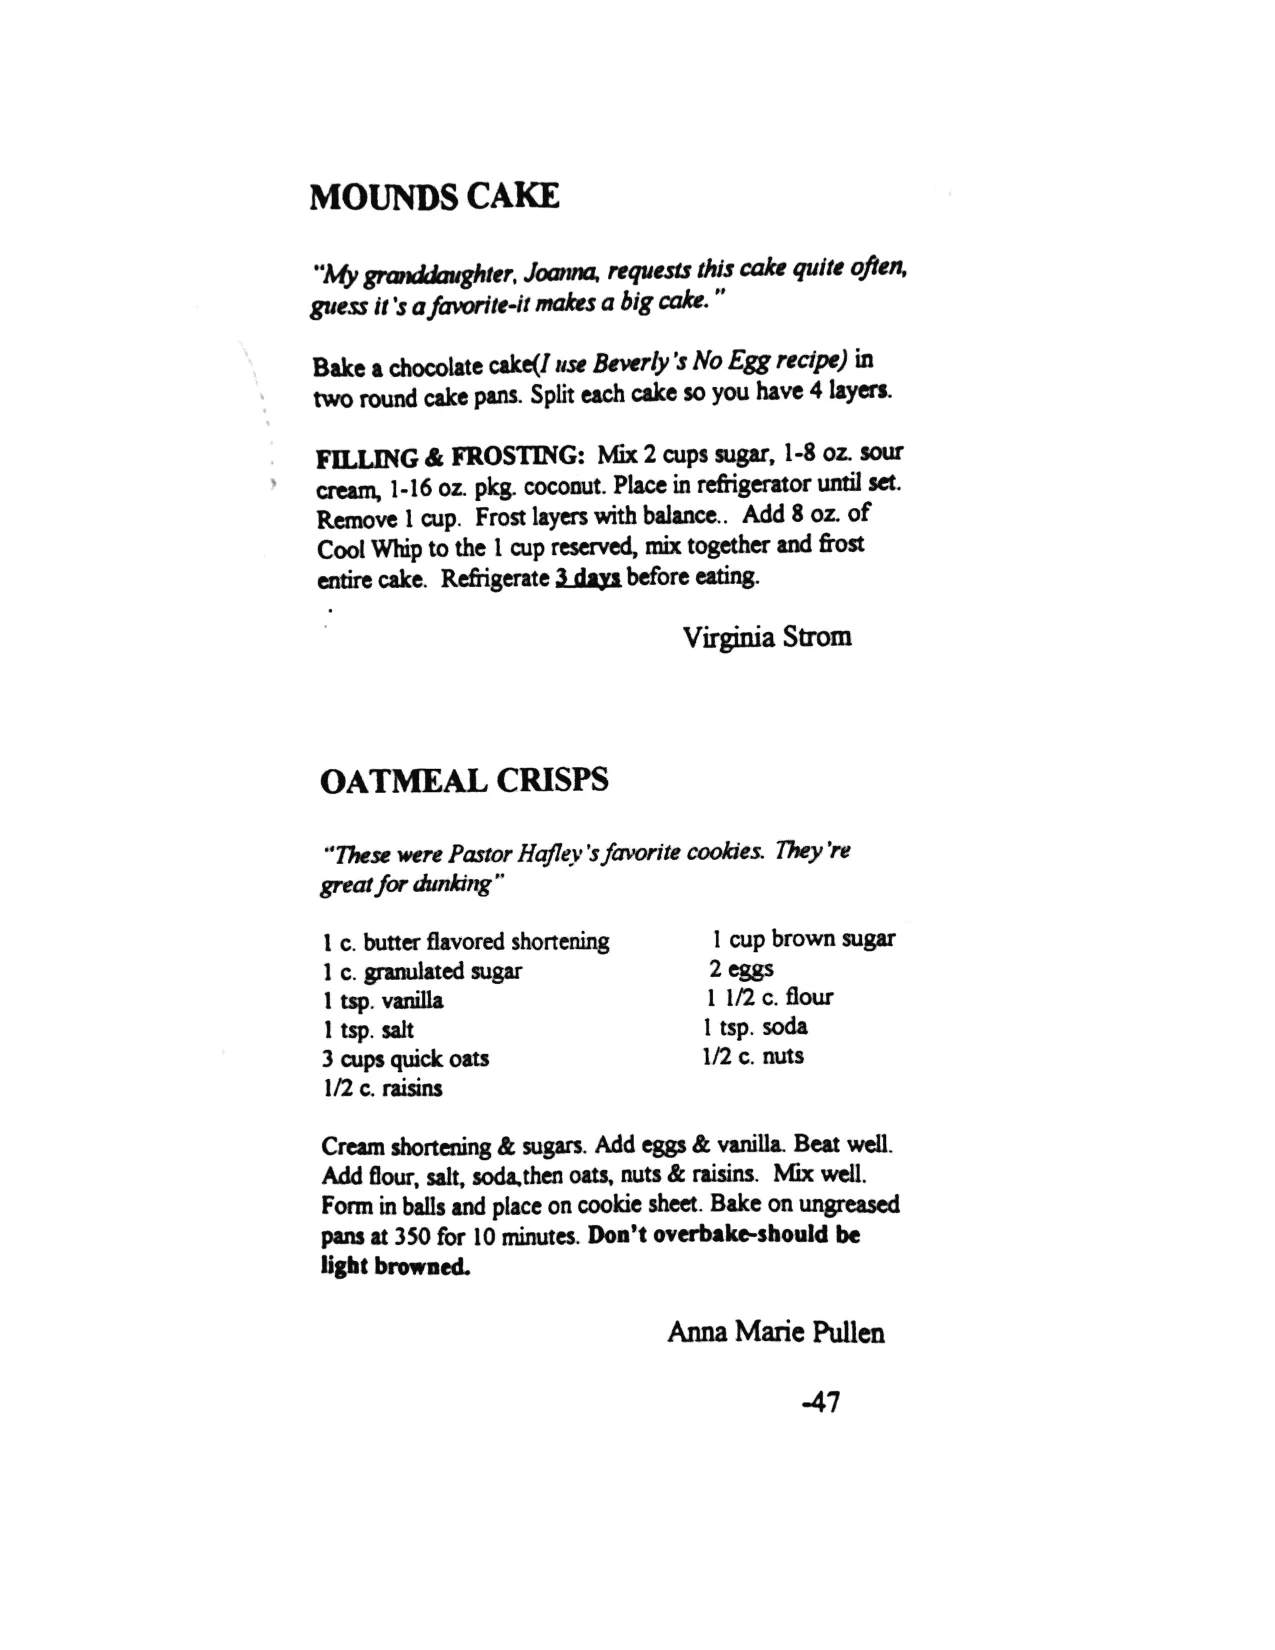 MOUNDS CAKE
"My granddaughter, Joanna, requests this cake quite often,
guess it's a favorite-it makes a big cake."
Bake a chocolate cake(I use Beverly's No Egg recipe) in
two round cake pans. Split each cake so you have 4 layers.
FILLING & FROSTING: Mix 2 cups sugar, 1-8 oz. sour
cream, 1-16 oz. pkg. coconut. Place in refrigerator until set.
Remove 1 cup. Frost layers with balance.. Add 8 oz. of
Cool Whip to the 1 cup reserved, mix together and frost
entire cake. Refrigerate 3 days before eating.
Virginia Strom
OATMEAL CRISPS
"These were Pastor Hafley's favorite cookies. They're
great for dunking"
1 c. butter flavored shortening 1 cup brown sugar
1 c. granulated sugar 2 eggs
1 tsp. vanilla 1 1/2 c. flour
1 tsp. salt 1 tsp. soda
3 cups quick oats 1/2 c. nuts
1/2 c. raisins
Cream shortening & sugars. Add eggs & vanilla. Beat well.
Add flour, salt, soda,then oats, nuts & raisins. Mix well.
Form in balls and place on cookie sheet. Bake on ungreased
pans at 350 for 10 minutes. Don't overbake-should be
light browned.
Anna Marie Pullen
-47